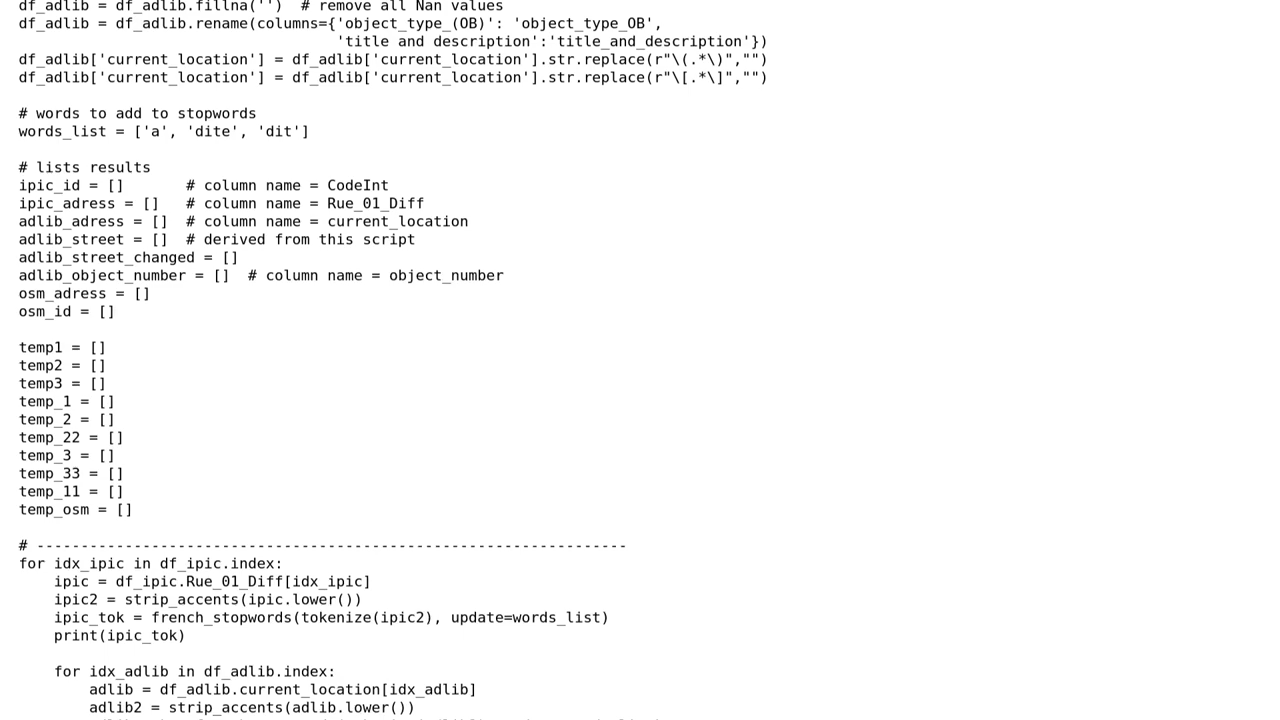 df_adlib = df_adlib.fillna('')  # remove all Nan values
df_adlib = df_adlib.rename(columns={'object_type_(OB)': 'object_type_OB',
                                    'title and description':'title_and_description'})
df_adlib['current_location'] = df_adlib['current_location'].str.replace(r"\(.*\)","")
df_adlib['current_location'] = df_adlib['current_location'].str.replace(r"\[.*\]","")

# words to add to stopwords
words_list = ['a', 'dite', 'dit']

# lists results
ipic_id = []       # column name = CodeInt
ipic_adress = []   # column name = Rue_01_Diff
adlib_adress = []  # column name = current_location
adlib_street = []  # derived from this script
adlib_street_changed = []
adlib_object_number = []  # column name = object_number
osm_adress = []
osm_id = []

temp1 = []
temp2 = []
temp3 = []
temp_1 = []
temp_2 = []
temp_22 = []
temp_3 = []
temp_33 = []
temp_11 = []
temp_osm = []

# -------------------------------------------------------------------
for idx_ipic in df_ipic.index:
    ipic = df_ipic.Rue_01_Diff[idx_ipic]
    ipic2 = strip_accents(ipic.lower())
    ipic_tok = french_stopwords(tokenize(ipic2), update=words_list)
    print(ipic_tok)

    for idx_adlib in df_adlib.index:
        adlib = df_adlib.current_location[idx_adlib]
        adlib2 = strip_accents(adlib.lower())